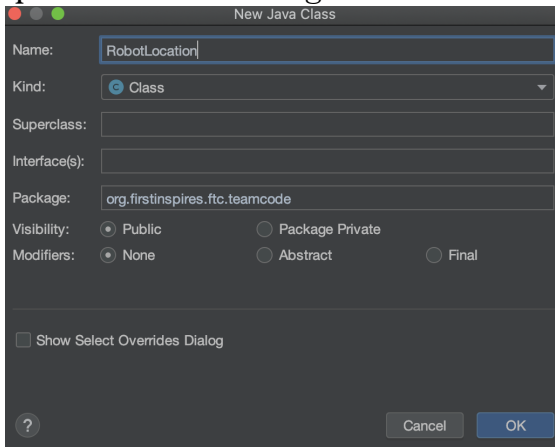 New Java Class
Name: RobotLocation
Kind: C Class
Superclass:
Interface(s):
Package: org.firstinspires.ftc.teamcode
Visibility: Public Package Private
Modifiers: None Abstract Final
Show Select Overrides Dialog
? Cancel OK